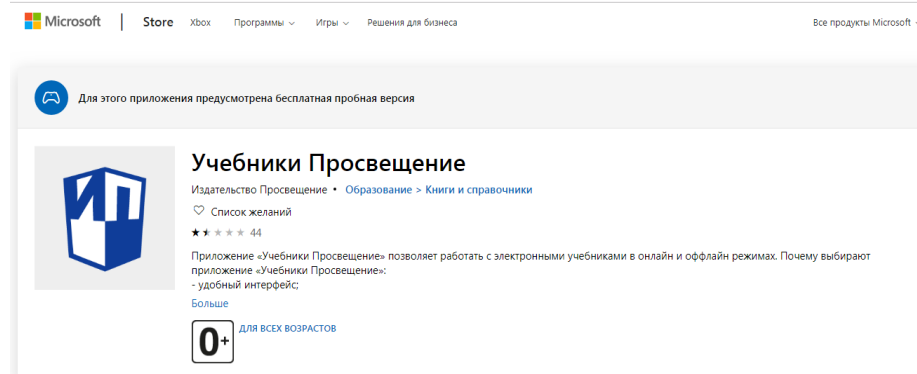 Microsoft Store Xbox Программы Игры Решения для бизнеса Все продукты Microsoft
Для этого приложения предусмотрена бесплатная пробная версия
ИП
Учебники Просвещение
Издательство Просвещение • Образование > Книги и справочники
Список желаний
44
Приложение «Учебники Просвещение» позволяет работать с электронными учебниками в онлайн и оффлайн режимах. Почему выбирают
приложение «Учебники Просвещение»:
- удобный интерфейс;
Больше
0+ ДЛЯ ВСЕХ ВОЗРАСТОВ